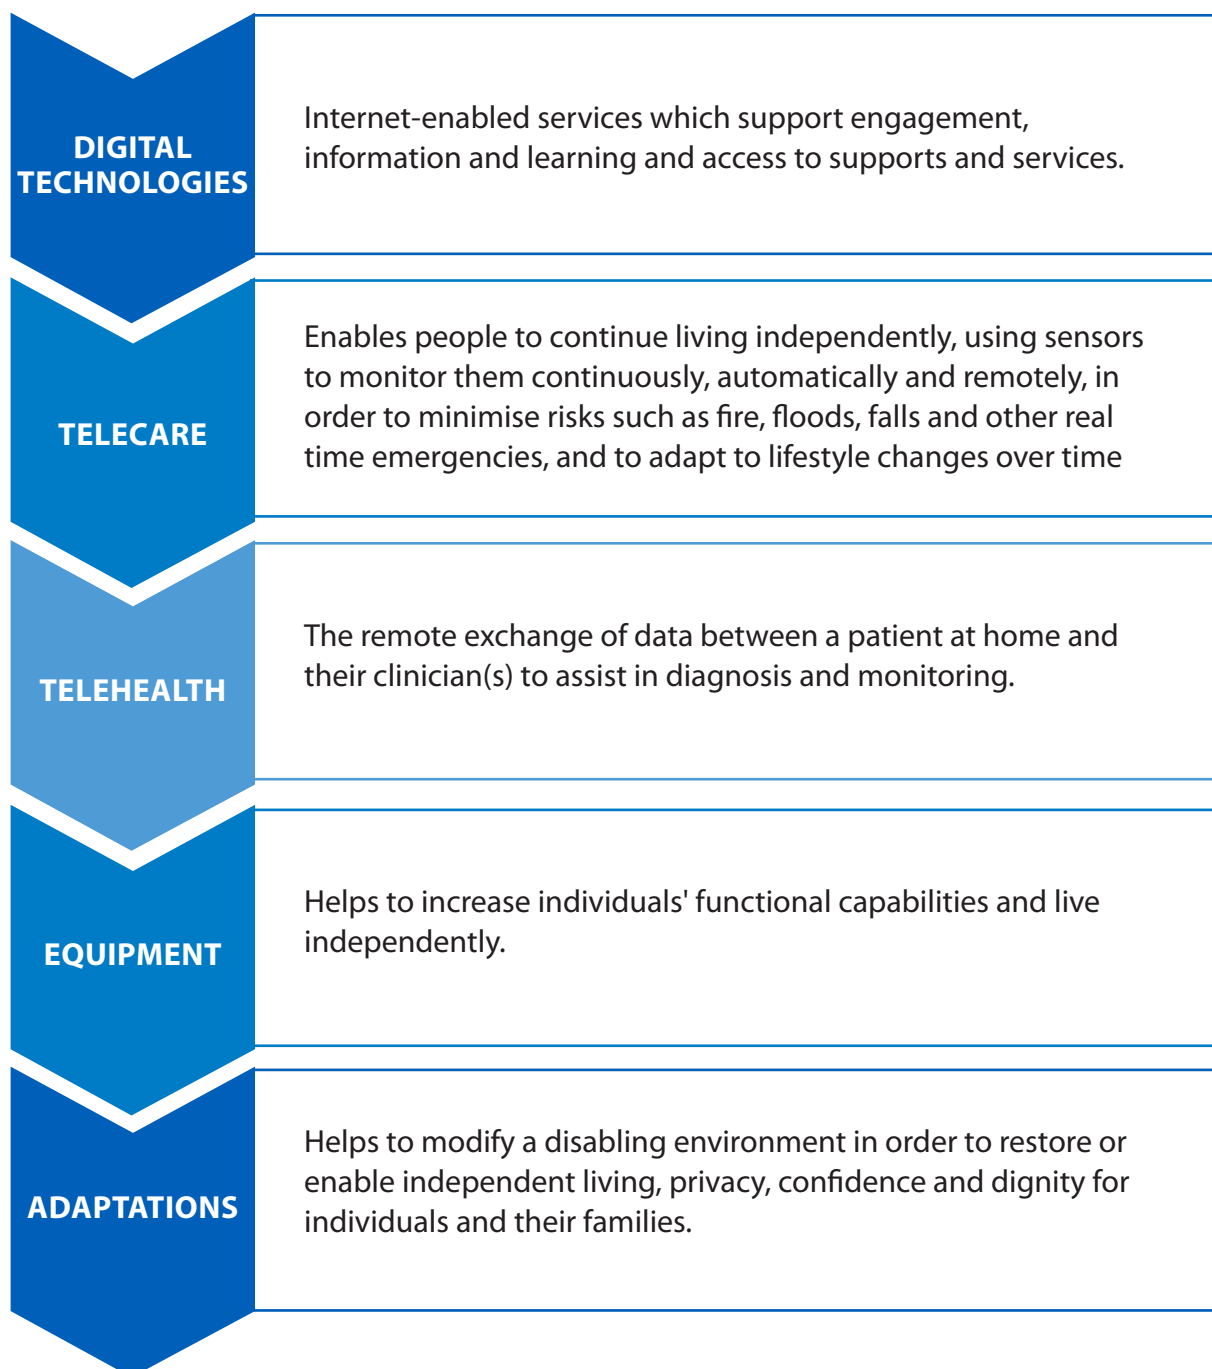 DIGITAL
TECHNOLOGIES
Internet-enabled services which support engagement,
information and learning and access to supports and services.
TELECARE
Enables people to continue living independently, using sensors
to monitor them continuously, automatically and remotely, in
order to minimise risks such as fire, floods, falls and other real
time emergencies, and to adapt to lifestyle changes over time
TELEHEALTH
The remote exchange of data between a patient at home and
their clinician(s) to assist in diagnosis and monitoring.
EQUIPMENT
Helps to increase individuals' functional capabilities and live
independently.
ADAPTATIONS
Helps to modify a disabling environment in order to restore or
enable independent living, privacy, confidence and dignity for
individuals and their families.